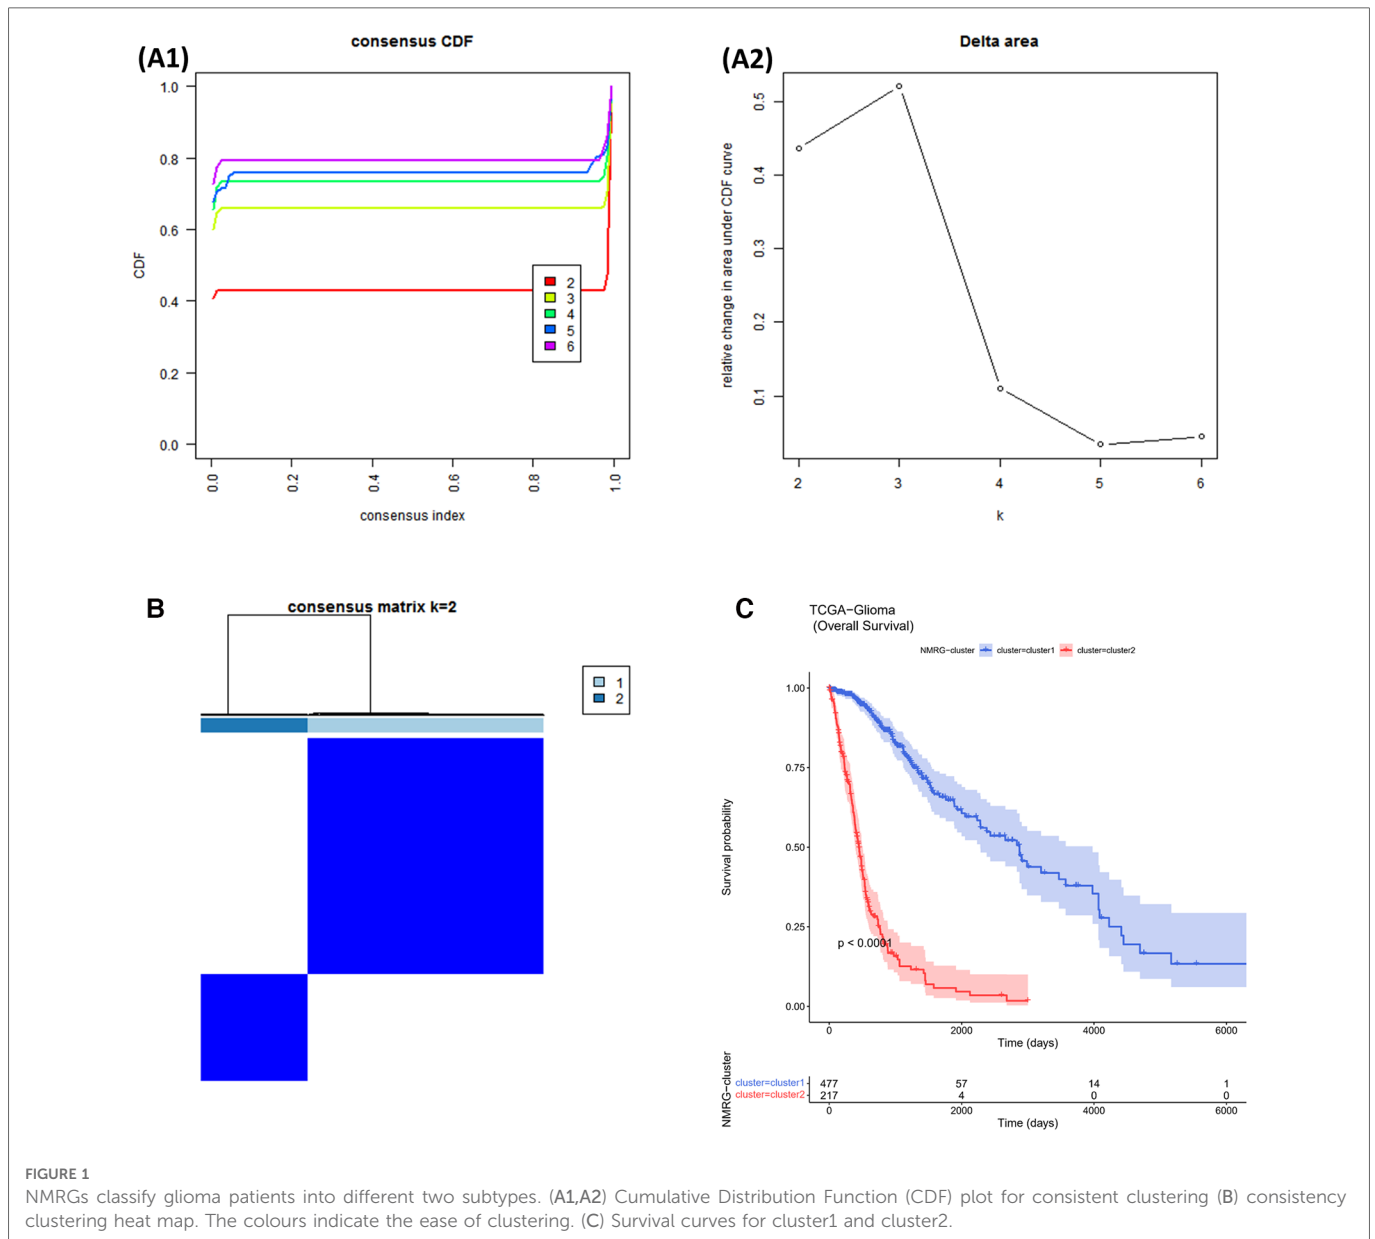 (A1)
consensus CDF
1.0
0.8
0.6
0.4
0.2
0.0
CDF
2
3
4
5
6
0.0 0.2 0.4 0.6 0.8 1.0
consensus index
(A2)
Delta area
0.5
0.4
0.3
0.2
0.1
relative change in area under CDF curve
2 3 4 5 6
k
B
consensus matrix k=2
1
2
C
TCGA-Glioma
(Overall Survival)
NMRG-cluster cluster=cluster1 cluster=cluster2
1.00
0.75
0.50
0.25
0.00
Survival probability
p < 0.0001
0 2000 4000 6000
Time (days)
NMRG-cluster
cluster=cluster1 477 57 14 1
cluster=cluster2 217 4 0 0
0 2000 4000 6000
Time (days)
FIGURE 1
NMRGs classify glioma patients into different two subtypes. (A1,A2) Cumulative Distribution Function (CDF) plot for consistent clustering (B) consistency
clustering heat map. The colours indicate the ease of clustering. (C) Survival curves for cluster1 and cluster2.